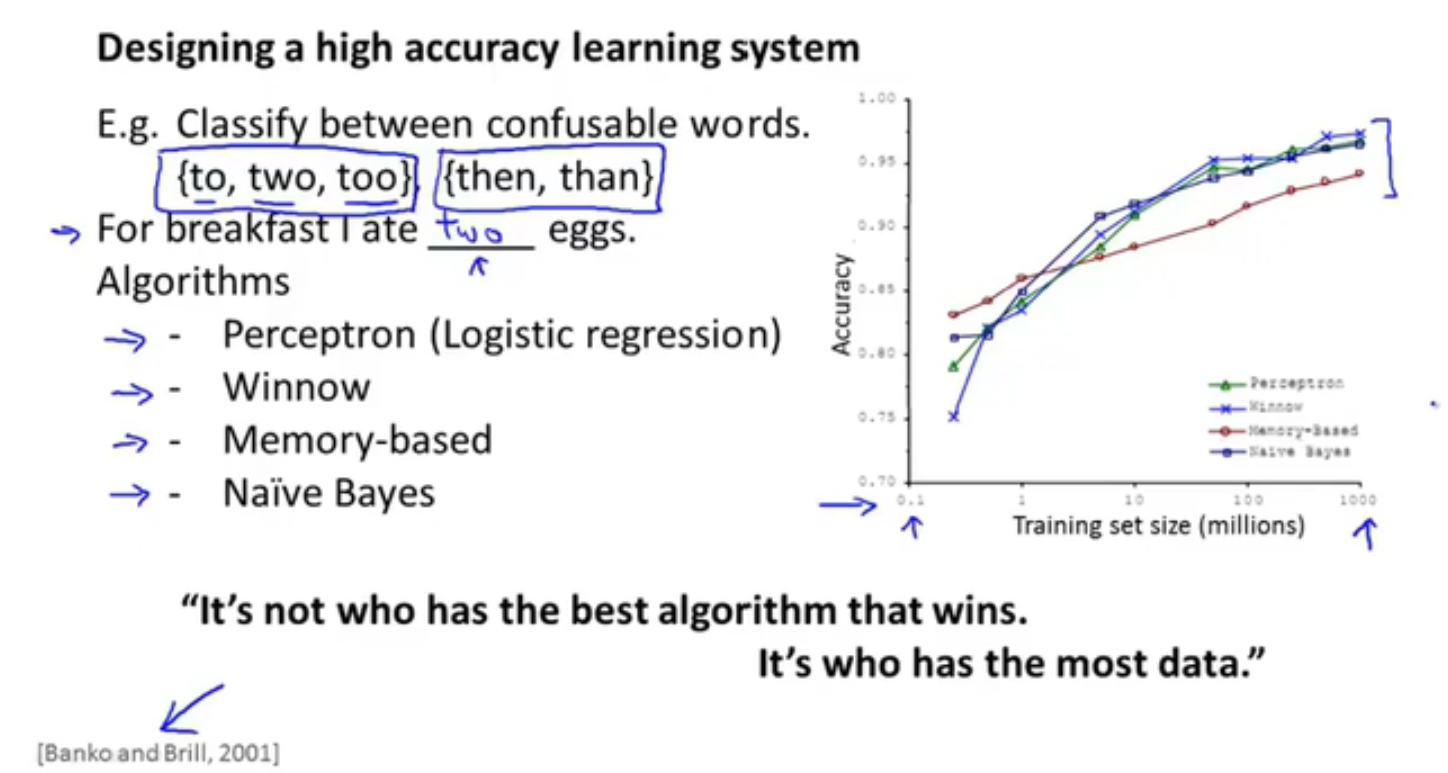 Designing a high accuracy learning system
E.g. Classify between confusable words.
{to, two, too}, {then, than}
For breakfast I ate two eggs.
Algorithms
- Perceptron (Logistic regression)
- Winnow
- Memory-based
- Naïve Bayes
1.00
0.95
0.90
0.85
0.80
0.75
0.70
Accuracy
Perceptron
Winnow
Memory-Based
Naive Bayes
0.1 1 10 100 1000
Training set size (millions)
“It’s not who has the best algorithm that wins.
It’s who has the most data.”
[Banko and Brill, 2001]